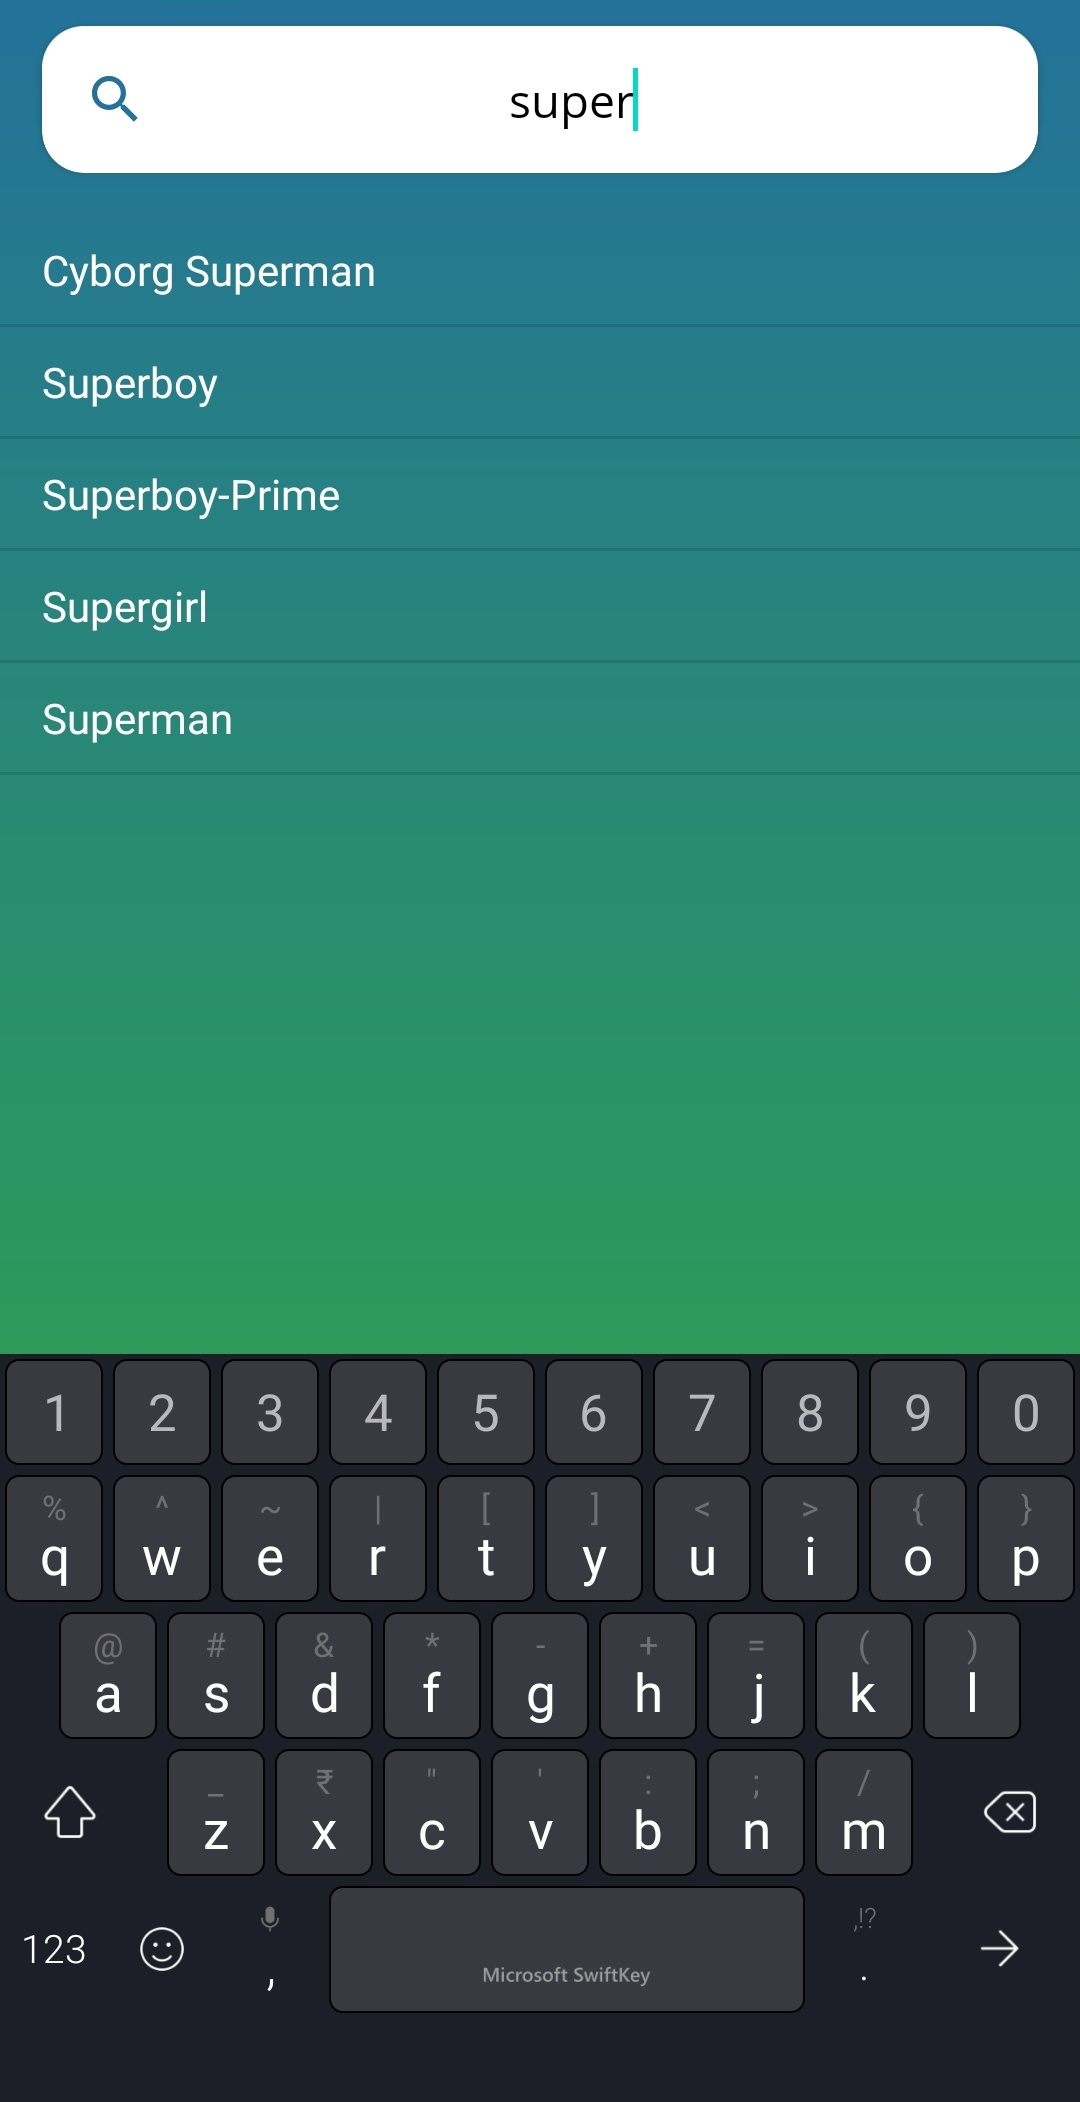 super
Cyborg Superman
Superboy
Superboy-Prime
Supergirl
Superman
1 2 3 4 5 6 7 8 9 0
% ^ ~ | [ ] < > { }
q w e r t y u i o p
@ # & * - + = ( )
a s d f g h j k l
_ ₹ " ' : ; /
z x c v b n m
,!?
123 , Microsoft SwiftKey .